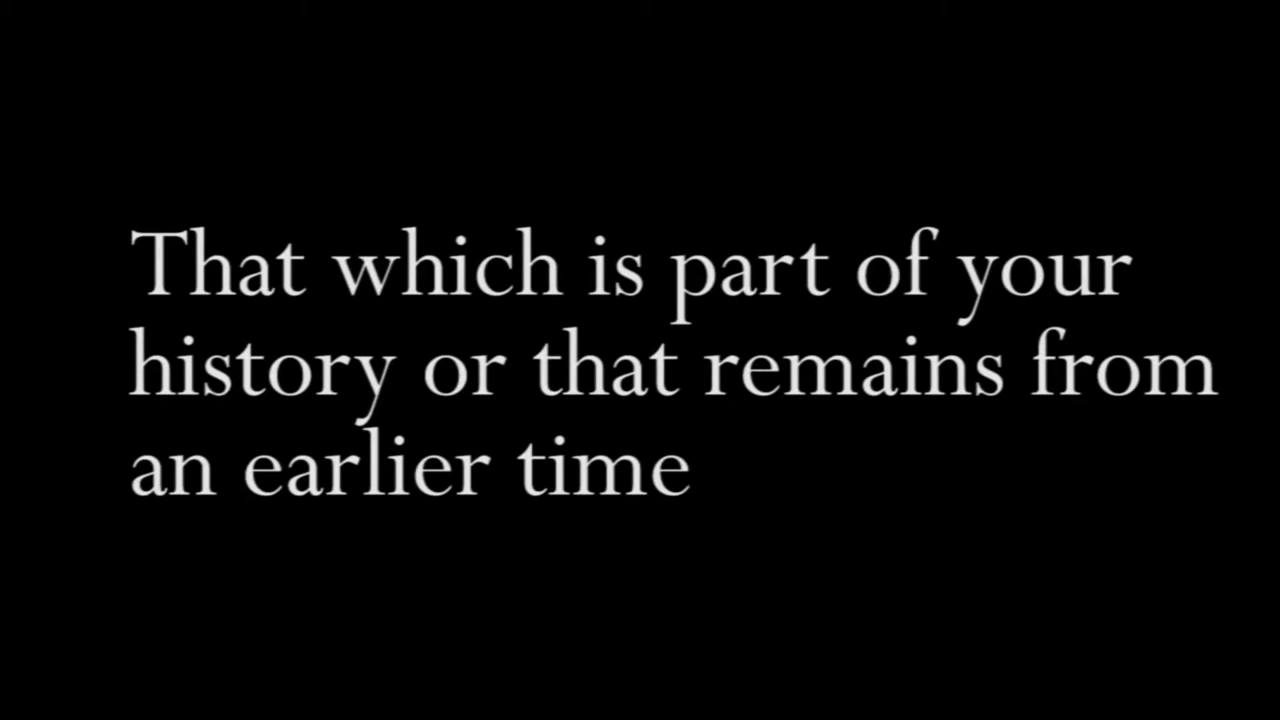 That which is part of your
history or that remains from
an earlier time